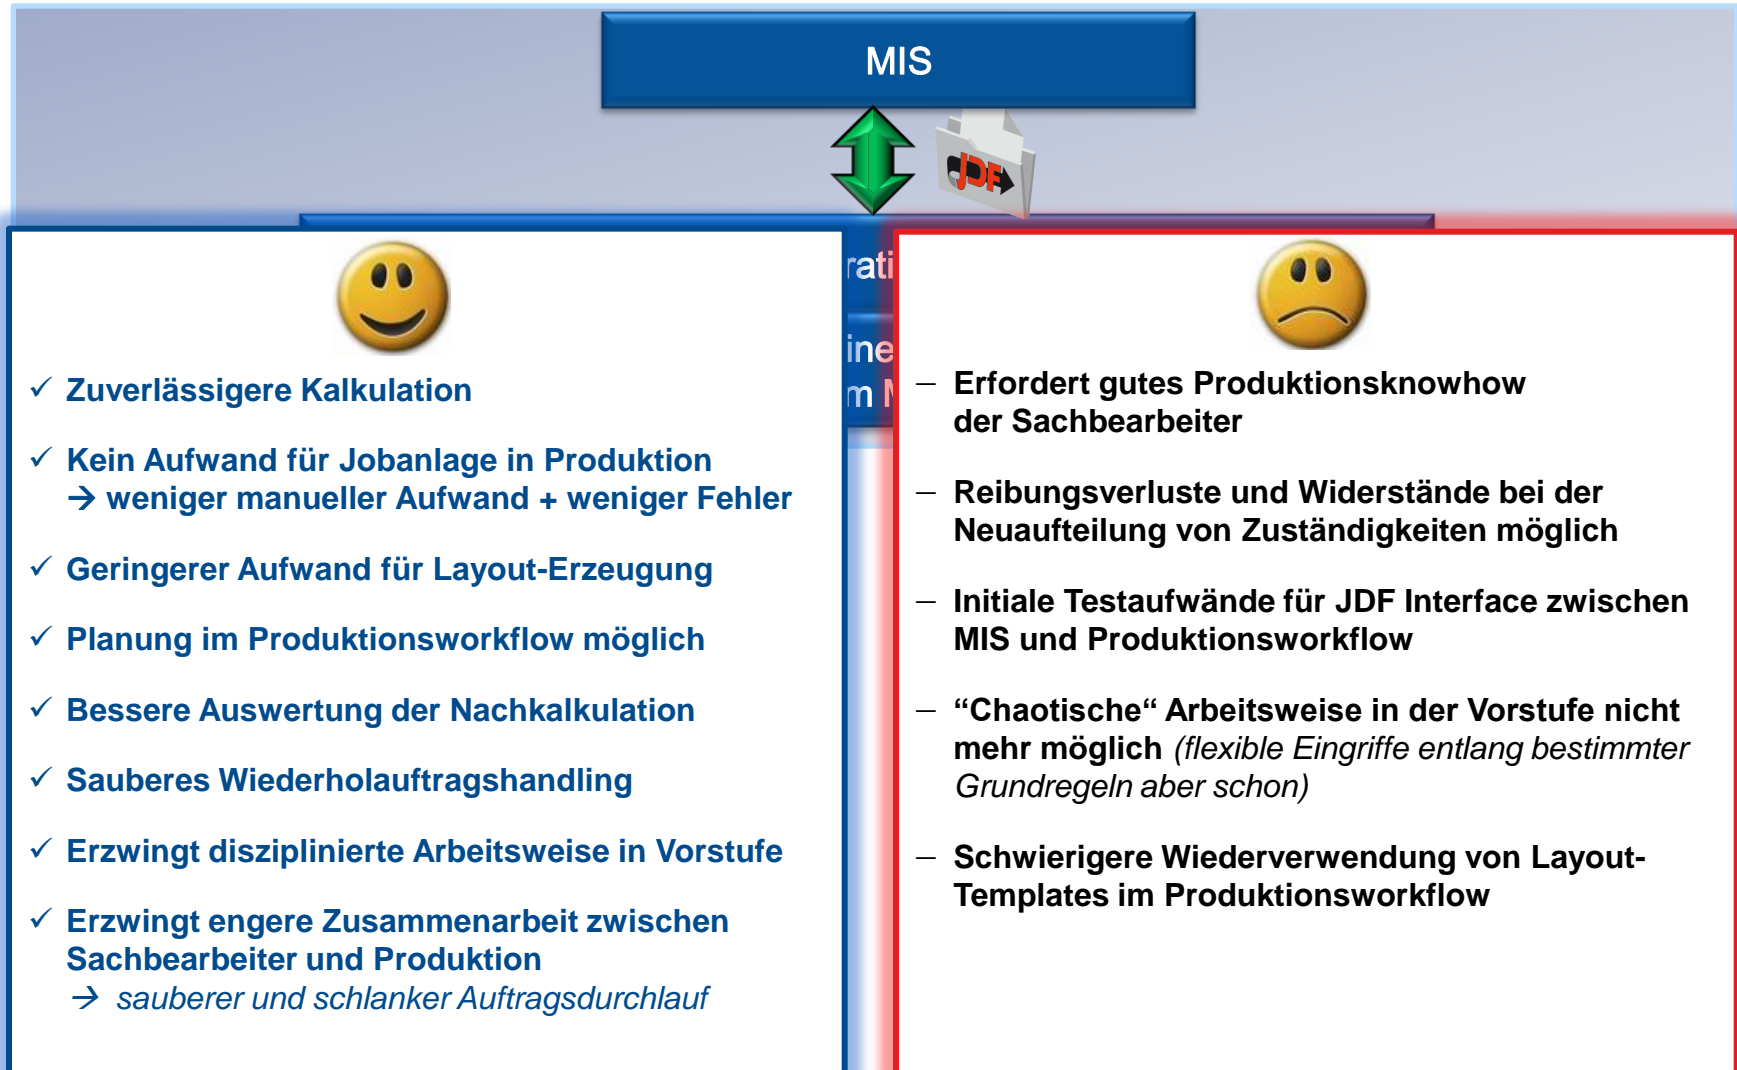 MIS
JDF
✓ Zuverlässigere Kalkulation
✓ Kein Aufwand für Jobanlage in Produktion
→ weniger manueller Aufwand + weniger Fehler
✓ Geringerer Aufwand für Layout-Erzeugung
✓ Planung im Produktionsworkflow möglich
✓ Bessere Auswertung der Nachkalkulation
✓ Sauberes Wiederholauftragshandling
✓ Erzwingt disziplinierte Arbeitsweise in Vorstufe
✓ Erzwingt engere Zusammenarbeit zwischen
Sachbearbeiter und Produktion
→ sauberer und schlanker Auftragsdurchlauf
– Erfordert gutes Produktionsknowhow
der Sachbearbeiter
– Reibungsverluste und Widerstände bei der
Neuaufteilung von Zuständigkeiten möglich
– Initiale Testaufwände für JDF Interface zwischen
MIS und Produktionsworkflow
– “Chaotische“ Arbeitsweise in der Vorstufe nicht
mehr möglich (flexible Eingriffe entlang bestimmter
Grundregeln aber schon)
– Schwierigere Wiederverwendung von Layout-
Templates im Produktionsworkflow